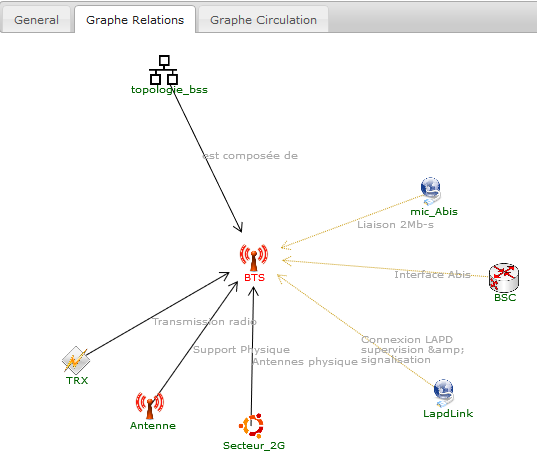 General
Graphe Relations
Graphe Circulation
topologie_bss
est composée de
mic_Abis
Liaison 2Mb-s
BTS
Interface Abis
BSC
Transmission radio
Connexion LAPD
supervision &amp;
signalisation
Support Physique
Antennes physique
TRX
Antenne
LapdLink
Secteur_2G